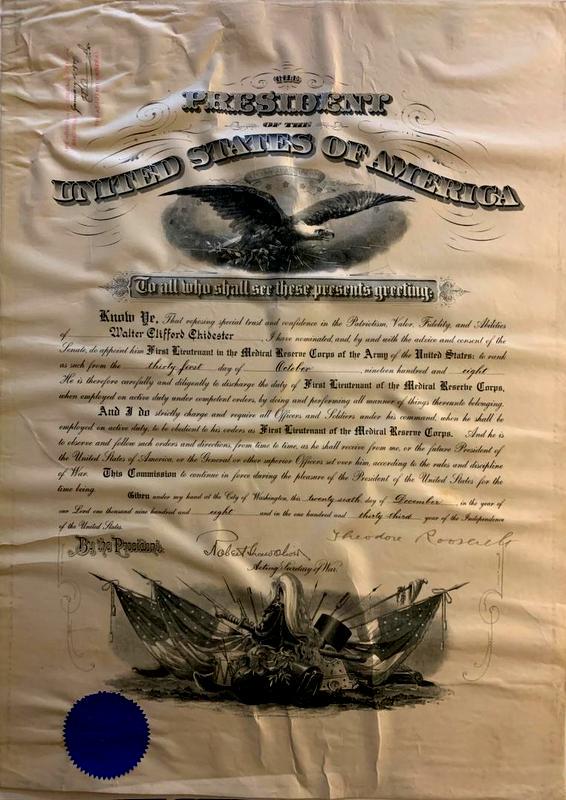 THE
PRESIDENT
OF THE
UNITED STATES OF AMERICA
To all who shall see these presents greeting:
Know Ye, That reposing special trust and confidence in the Patriotism, Valor, Fidelity, and Abilities
of Walter Clifford Chidester, I have nominated, and, by and with the advice and consent of the
Senate, do appoint him First Lieutenant in the Medical Reserve Corps of the Army of the United States: to rank
as such from the thirty first day of October, nineteen hundred and eight
He is therefore carefully and diligently to discharge the duty of First Lieutenant of the Medical Reserve Corps,
when employed on active duty under competent orders, by doing and performing all manner of things thereunto belonging.
And I do strictly charge and require all Officers and Soldiers under his command, when he shall be
employed on active duty, to be obedient to his orders as First Lieutenant of the Medical Reserve Corps. And he is
to observe and follow such orders and directions, from time to time, as he shall receive from me, or the future President of
the United States of America, or the General or other superior Officers set over him, according to the rules and discipline
of War. This Commission to continue in force during the pleasure of the President of the United States for the
time being.
Given under my hand at the City of Washington, this twenty sixth day of December, in the year of
our Lord one thousand nine hundred and eight and in the one hundred and thirty third year of the Independence
of the United States.
By the President:
Theodore Roosevelt
Robert Shaw Oliver
Acting Secretary of War